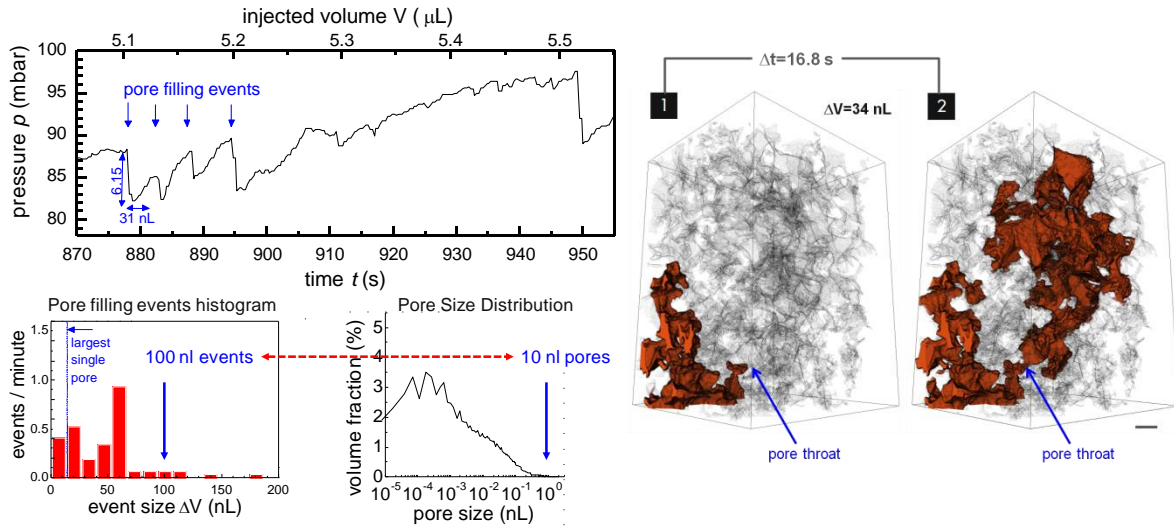 injected volume V ( μL)
5.1 5.2 5.3 5.4 5.5
100
95
90
85
80
pressure p (mbar)
pore filling events
6.15
31 nL
870 880 890 900 910 920 930 940 950
time t (s)
Δt=16.8 s
1
2
ΔV=34 nL
pore throat
pore throat
Pore filling events histogram
1.5
1.0
0.5
0.0
events / minute
largest
single
pore
100 nl events
0 50 100 150 200
event size ΔV (nL)
Pore Size Distribution
5
4
3
2
1
0
volume fraction (%)
10 nl pores
10⁻⁵ 10⁻⁴ 10⁻³ 10⁻² 10⁻¹ 10⁰
pore size (nL)